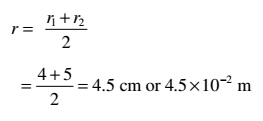 r = (r₁ + r₂) / 2
= (4 + 5) / 2 = 4.5 cm or 4.5 × 10⁻² m